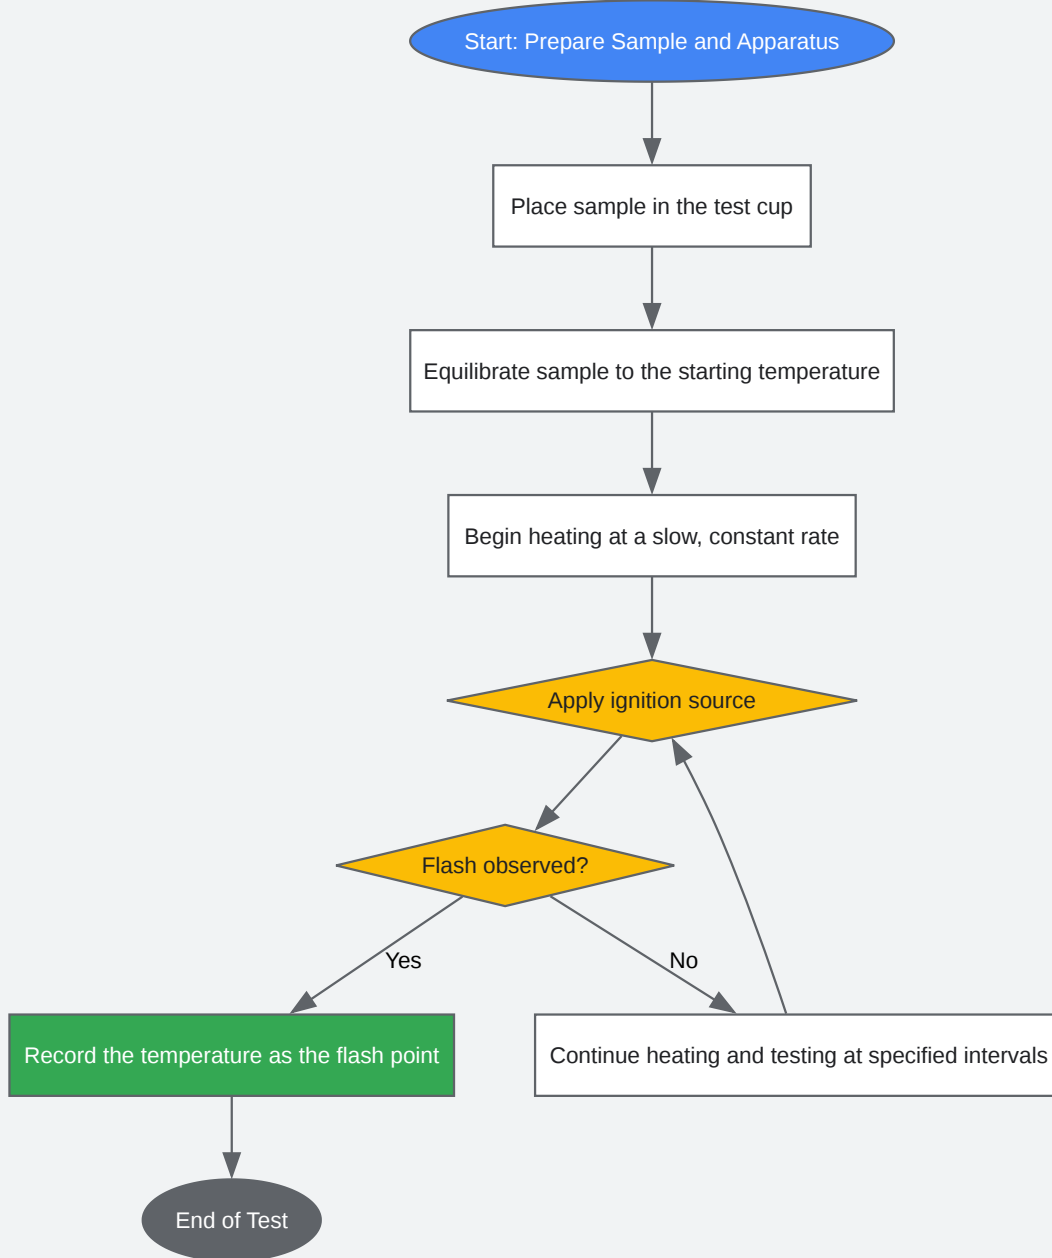 Start: Prepare Sample and Apparatus
Place sample in the test cup
Equilibrate sample to the starting temperature
Begin heating at a slow, constant rate
Apply ignition source
Flash observed?
Yes
No
Record the temperature as the flash point
Continue heating and testing at specified intervals
End of Test